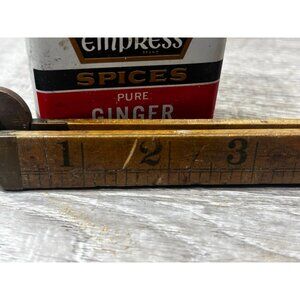 Empress
SPICES
PURE
GINGER
1 2 3